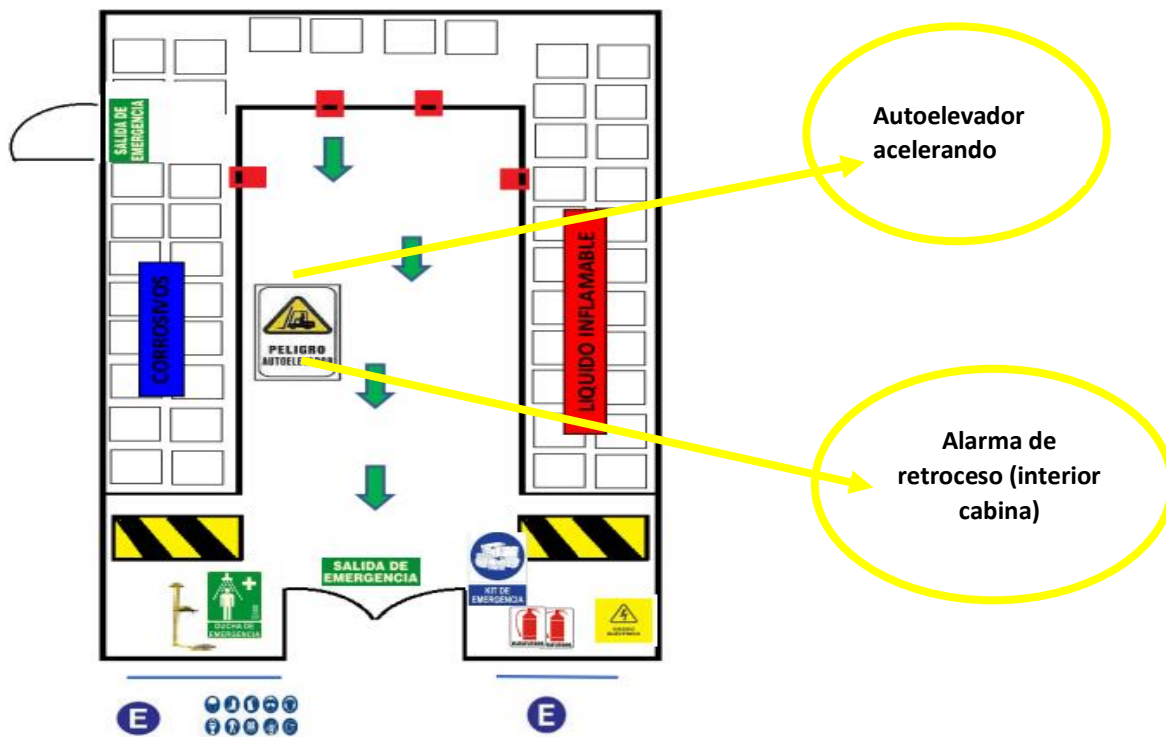 Autoelevador
acelerando
SALIDA DE
EMERGENCIA
CORROSIVOS
LIQUIDO INFLAMABLE
PELIGRO
Alarma de
retroceso (interior
cabina)
SALIDA DE
EMERGENCIA
KIT DE
EMERGENCIA
DUCHA DE
EMERGENCIA
E
E